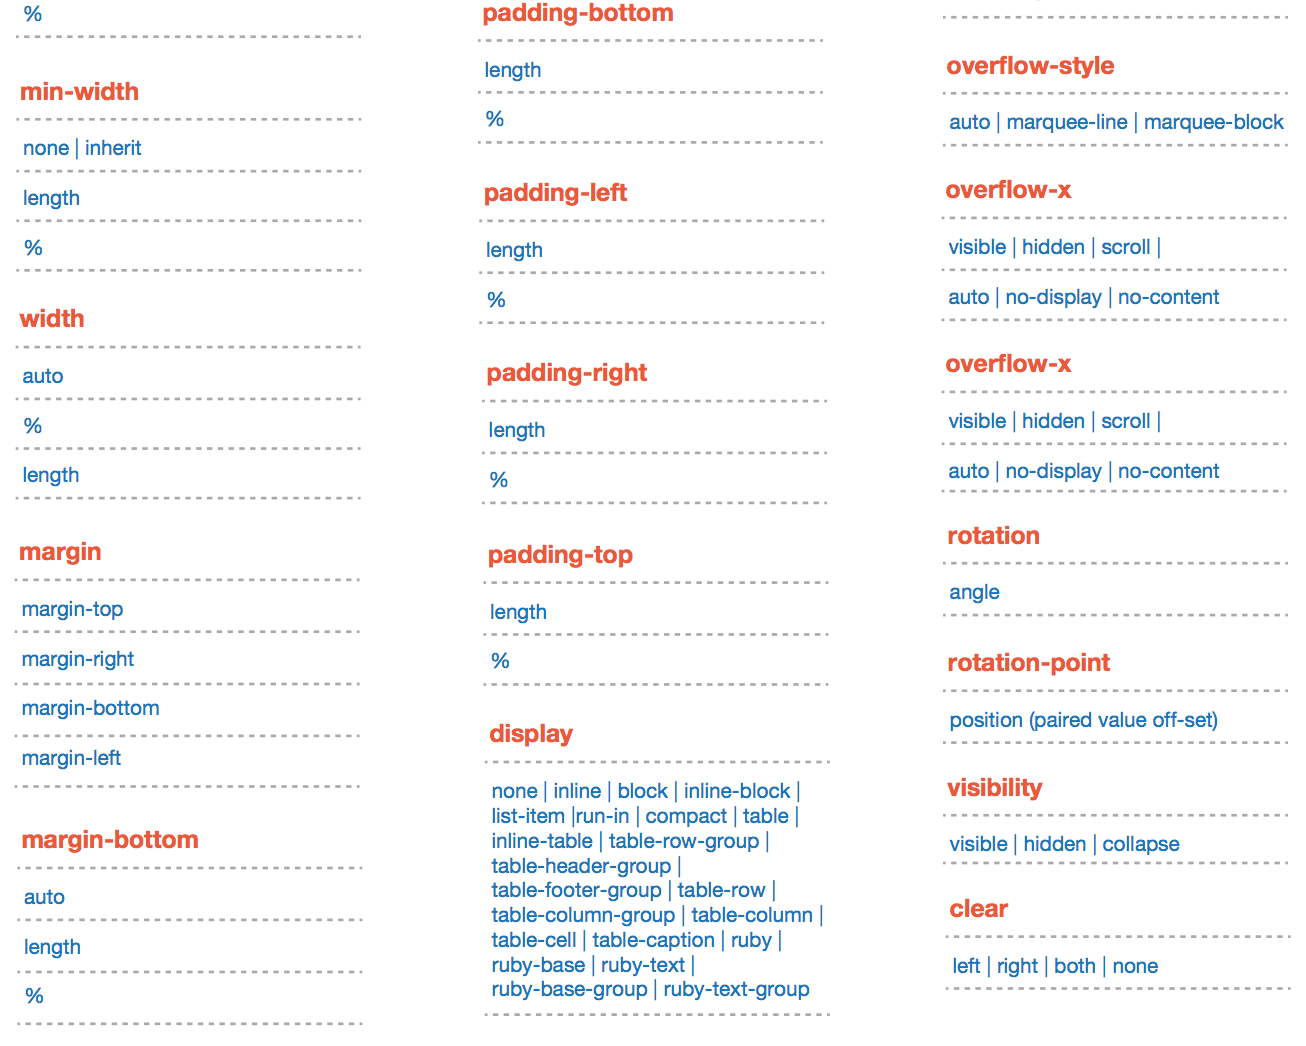 %
min-width
none | inherit
length
%
width
auto
%
length
margin
margin-top
margin-right
margin-bottom
margin-left
margin-bottom
auto
length
%
padding-bottom
length
%
padding-left
length
%
padding-right
length
%
padding-top
length
%
display
none | inline | block | inline-block |
list-item |run-in | compact | table |
inline-table | table-row-group |
table-header-group |
table-footer-group | table-row |
table-column-group | table-column |
table-cell | table-caption | ruby |
ruby-base | ruby-text |
ruby-base-group | ruby-text-group
overflow-style
auto | marquee-line | marquee-block
overflow-x
visible | hidden | scroll |
auto | no-display | no-content
overflow-x
visible | hidden | scroll |
auto | no-display | no-content
rotation
angle
rotation-point
position (paired value off-set)
visibility
visible | hidden | collapse
clear
left | right | both | none